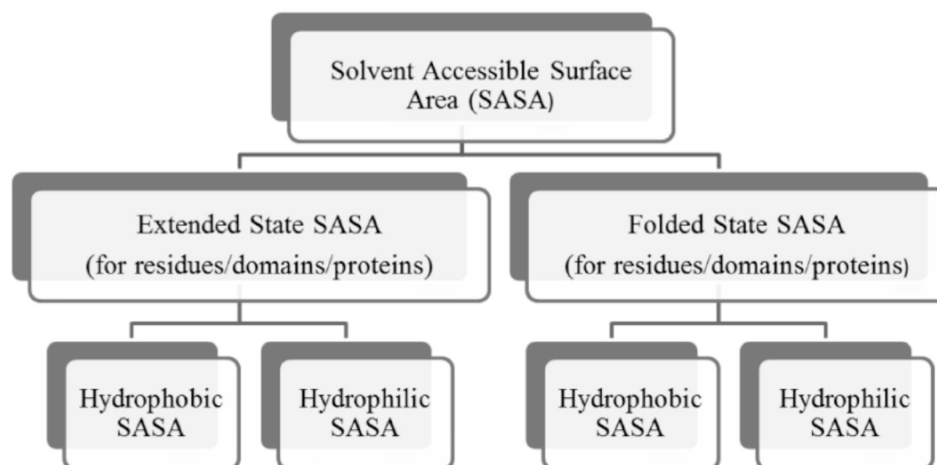 Solvent Accessible Surface
Area (SASA)
Extended State SASA
(for residues/domains/proteins)
Folded State SASA
(for residues/domains/proteins)
Hydrophobic
SASA
Hydrophilic
SASA
Hydrophobic
SASA
Hydrophilic
SASA